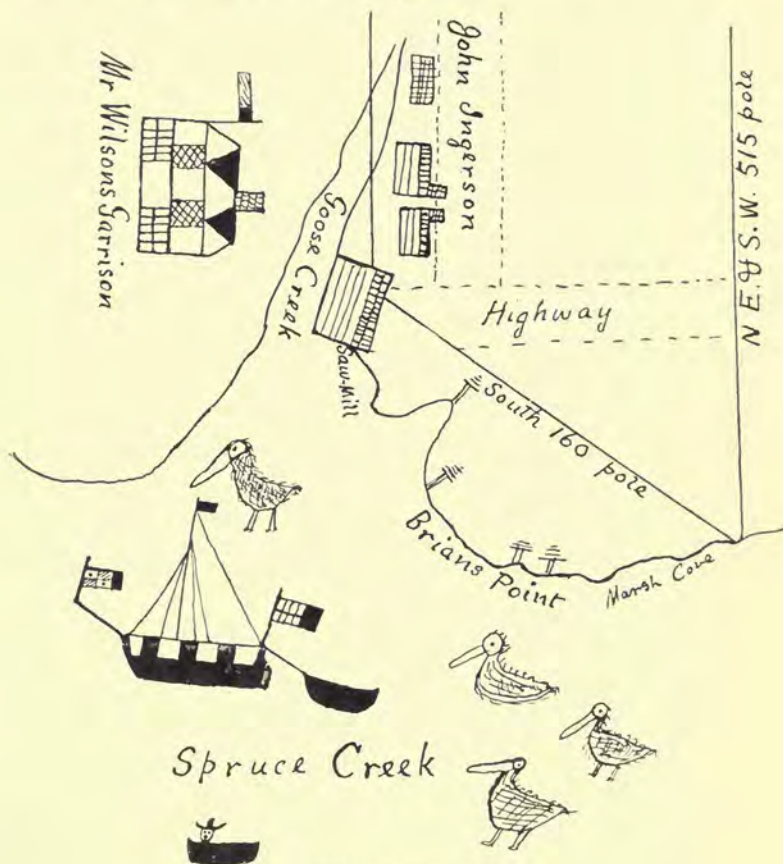 Mr Wilsons Garrison
John Ingerson
N E. & S.W. 515 pole
Goose Creek
Highway
Saw-Mill
South 160 pole
Brians Point
Marsh Cove
Spruce Creek